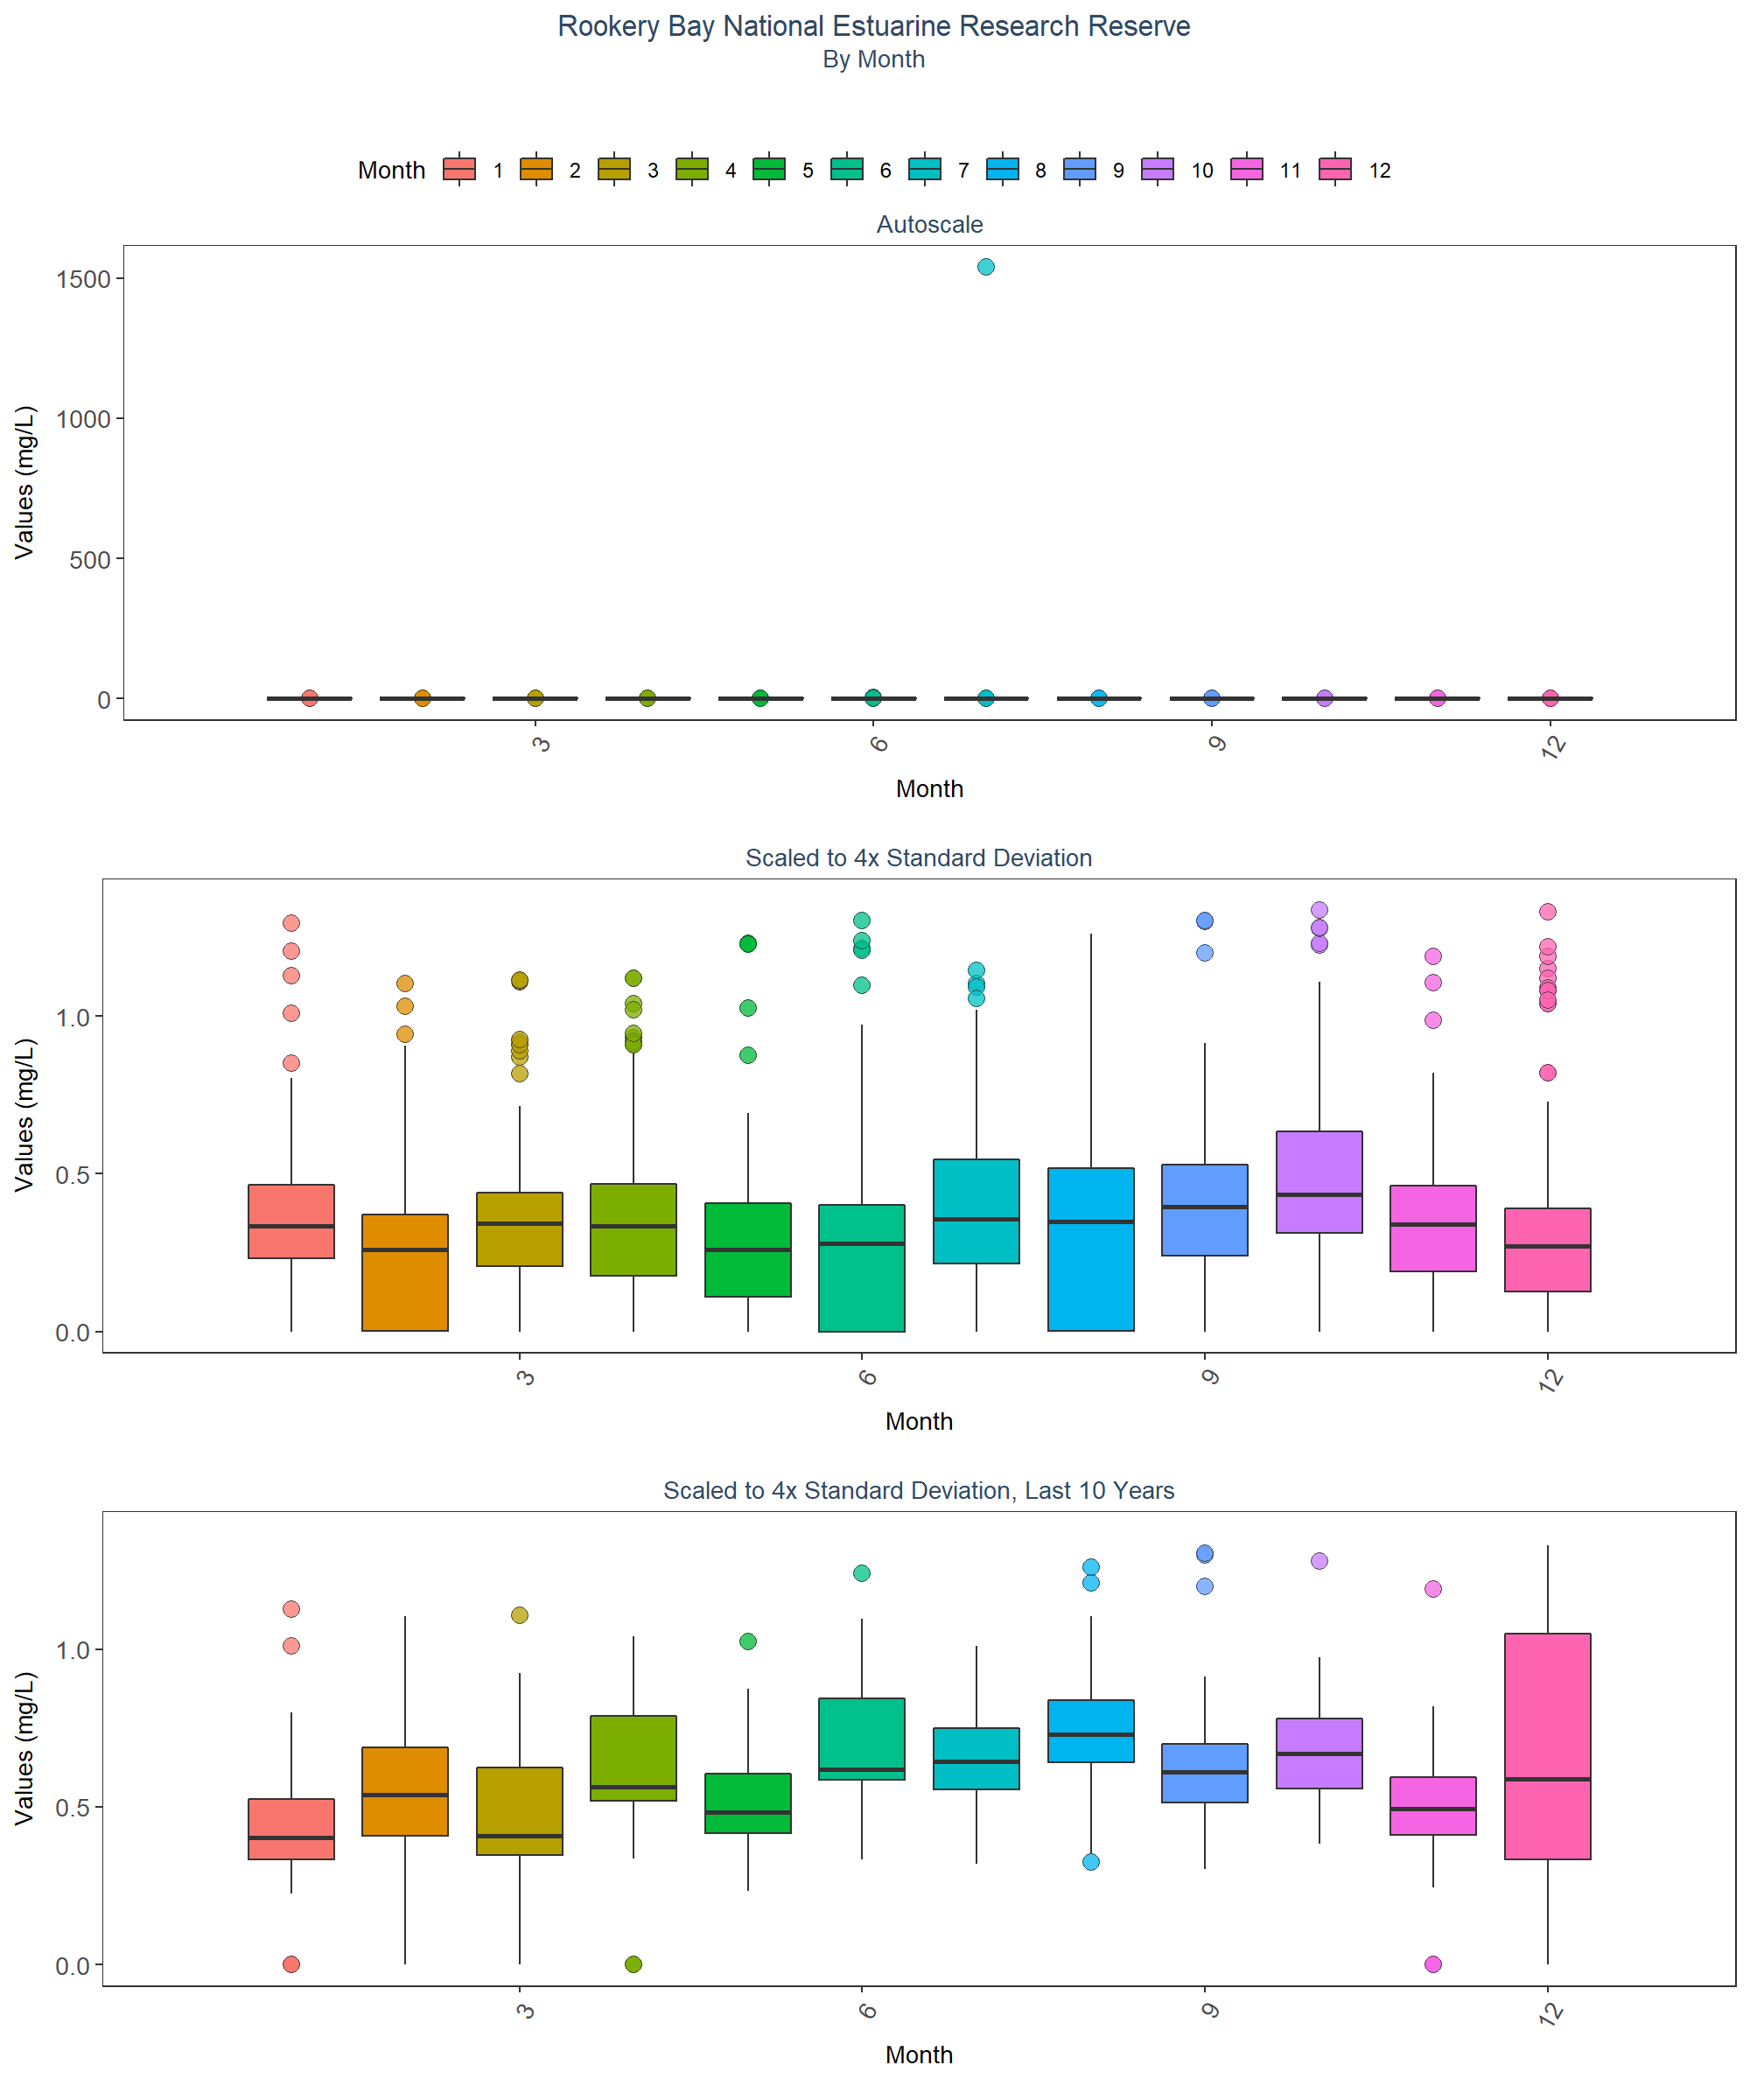 Rookery Bay National Estuarine Research Reserve
By Month
Month 1 2 3 4 5 6 7 8 9 10 11 12
Autoscale
Values (mg/L)
1500
1000
500
0
3 6 9 12
Month
Scaled to 4x Standard Deviation
Values (mg/L)
1.0
0.5
0.0
3 6 9 12
Month
Scaled to 4x Standard Deviation, Last 10 Years
Values (mg/L)
1.0
0.5
0.0
3 6 9 12
Month